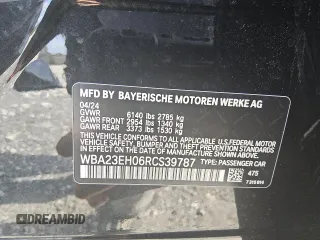 MFD BY BAYERISCHE MOTOREN WERKE AG
04/24
GVWR 6140 lbs 2785 kg
GAWR FRONT 2954 lbs 1340 kg
GAWR REAR 3373 lbs 1530 kg
THIS VEHICLE CONFORMS TO ALL APPLICABLE
U.S. FEDERAL MOTOR VEHICLE SAFETY, BUMPER
AND THEFT PREVENTION STANDARDS IN EFFECT
ON THE DATE OF MANUFACTURE SHOWN ABOVE.
WBA23EH06RCS39787 TYPE: PASSENGER CAR
475
DREAMBID